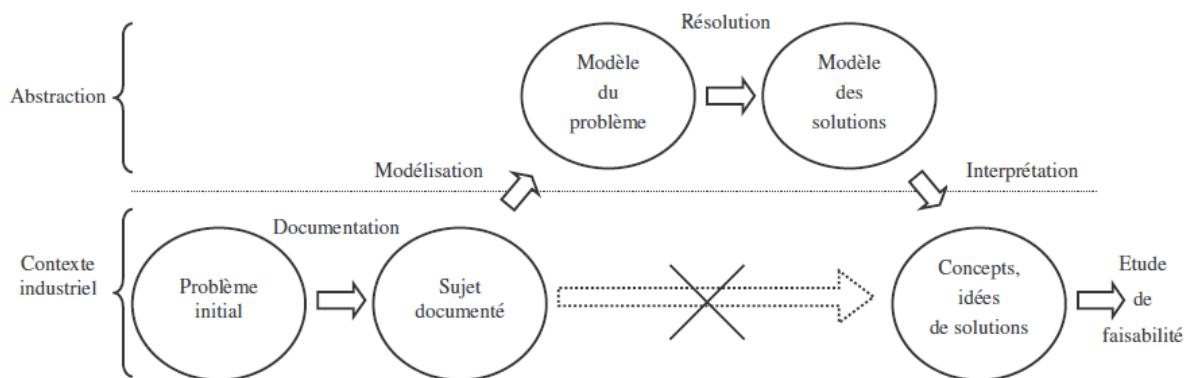 Résolution
Abstraction
Modèle
du
problème
Modèle
des
solutions
Modélisation
Interprétation
Documentation
Contexte
industriel
Problème
initial
Sujet
documenté
Concepts,
idées
de solutions
Etude
de
faisabilité